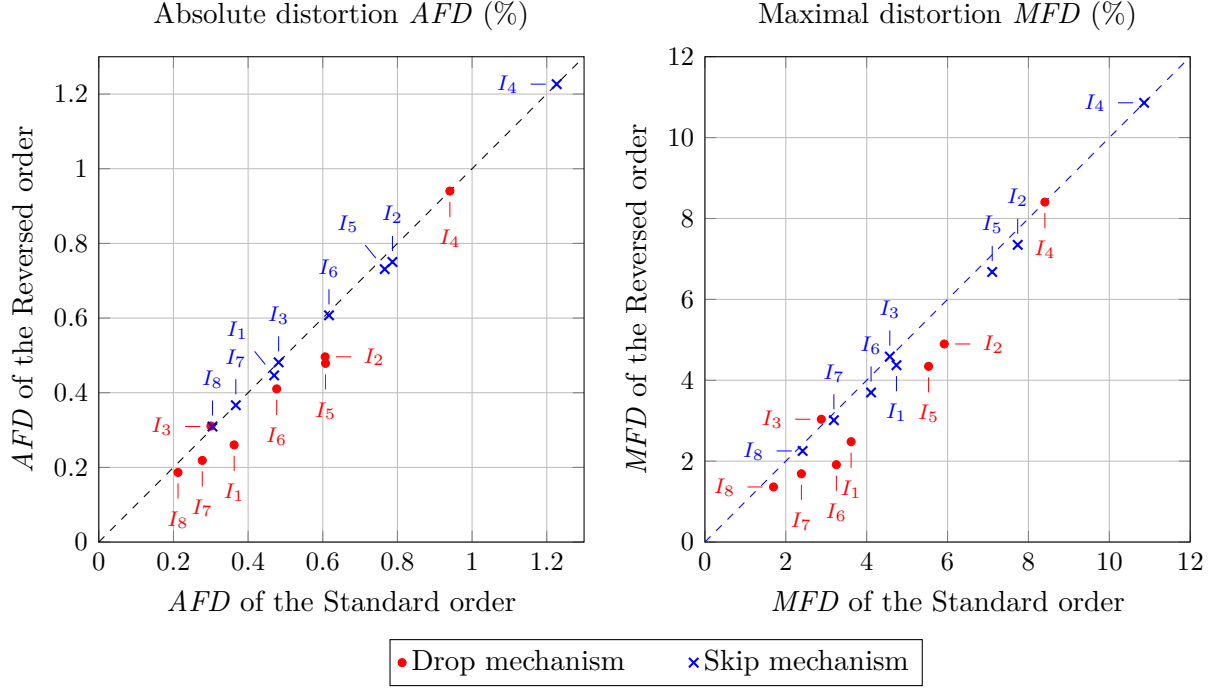 Absolute distortion AFD (%)
AFD of the Reversed order
1.2
1
0.8
0.6
0.4
0.2
0
0
0.2
0.4
0.6
0.8
1
1.2
I4
I4
I5
I2
I6
I3
I1
I7
I8
I3
I2
I5
I6
I1
I7
I8
AFD of the Standard order
Maximal distortion MFD (%)
MFD of the Reversed order
12
10
8
6
4
2
0
0
2
4
6
8
10
12
I4
I2
I4
I5
I3
I6
I2
I7
I1
I5
I3
I8
I1
I6
I8
I7
MFD of the Standard order
Drop mechanism
Skip mechanism